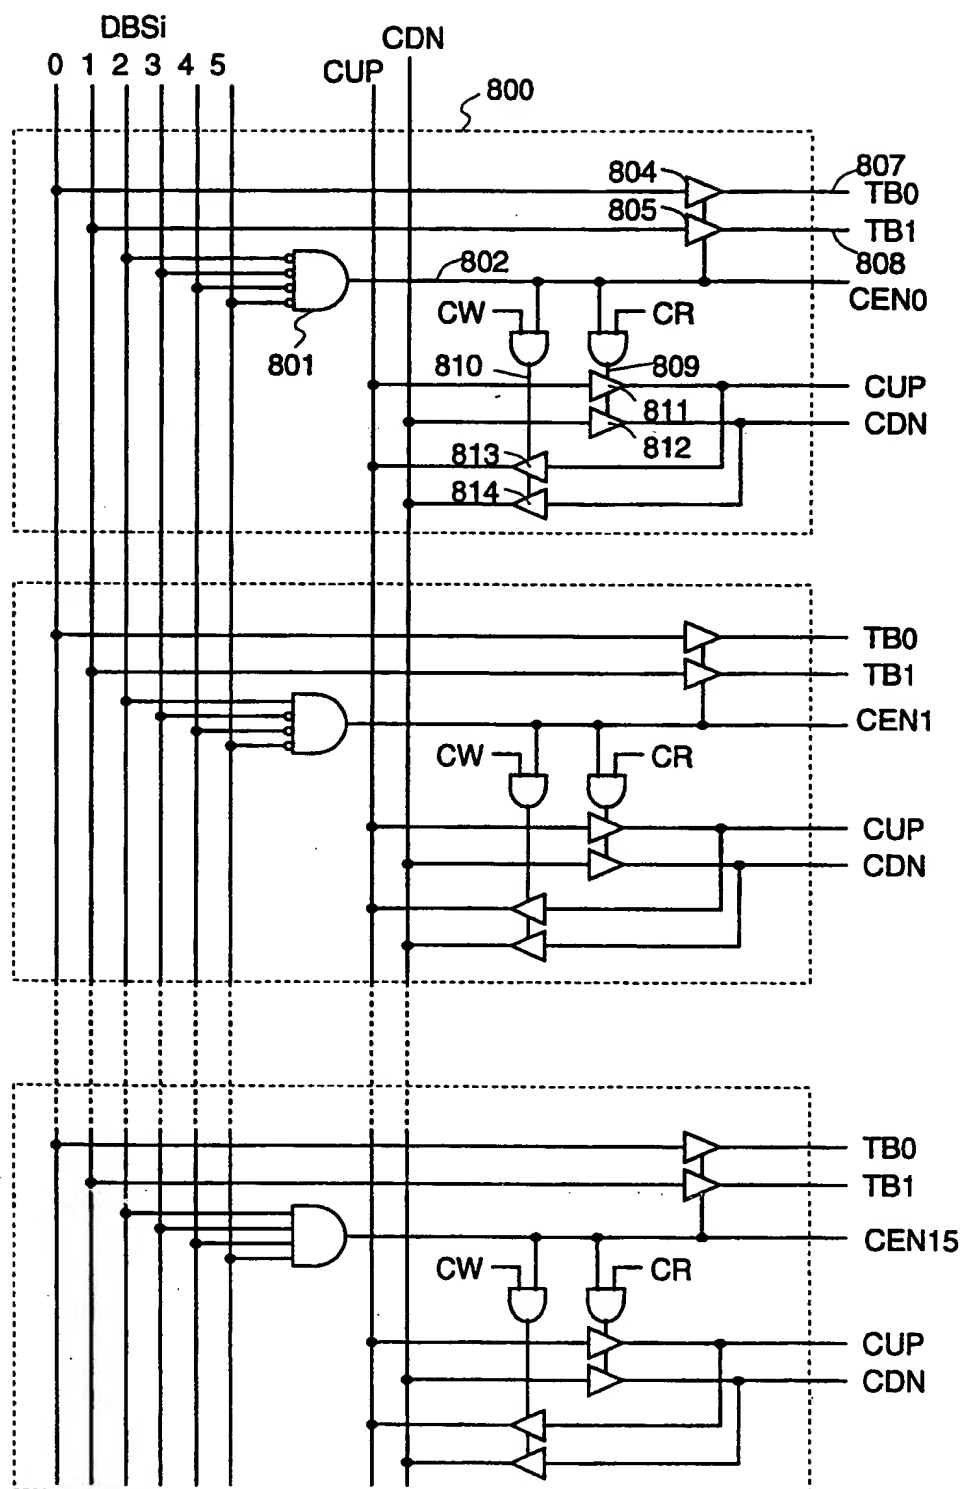 DBSi
CDN
0 1 2 3 4 5
CUP
800
804
807
TB0
805
TB1
802
808
CEN0
CW
CR
801
810
809
CUP
811
CDN
813
812
814
TB0
TB1
CEN1
CW
CR
CUP
CDN
TB0
TB1
CEN15
CW
CR
CUP
CDN